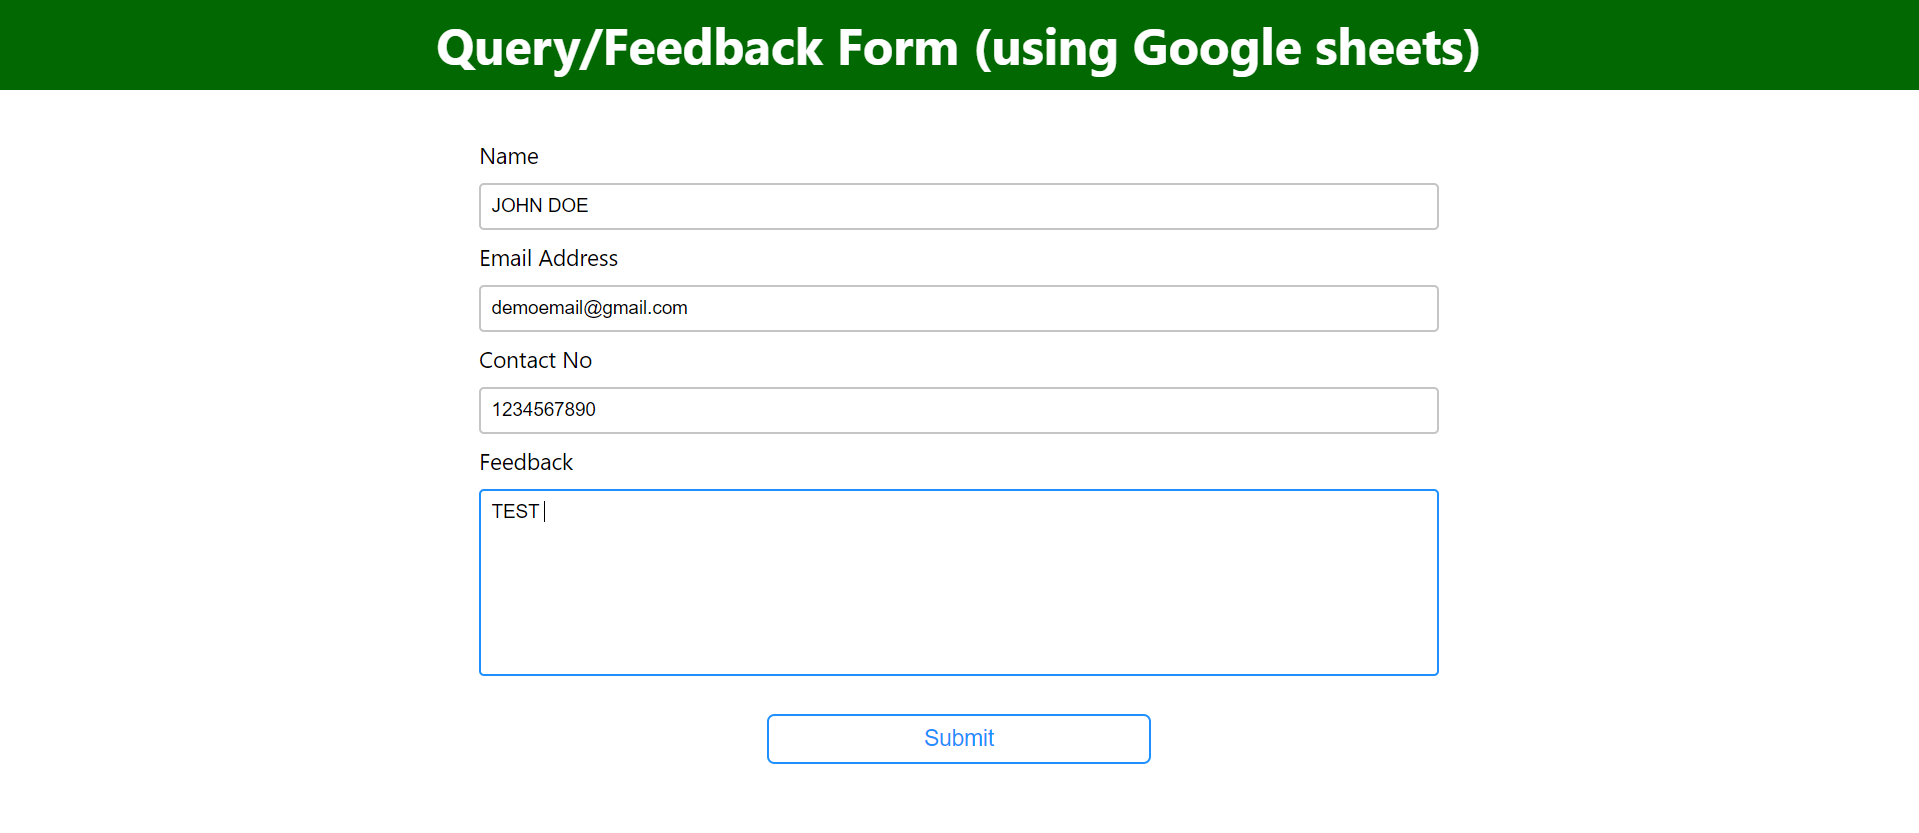 Query/Feedback Form (using Google sheets)
Name
JOHN DOE
Email Address
demoemail@gmail.com
Contact No
1234567890
Feedback
TEST
Submit